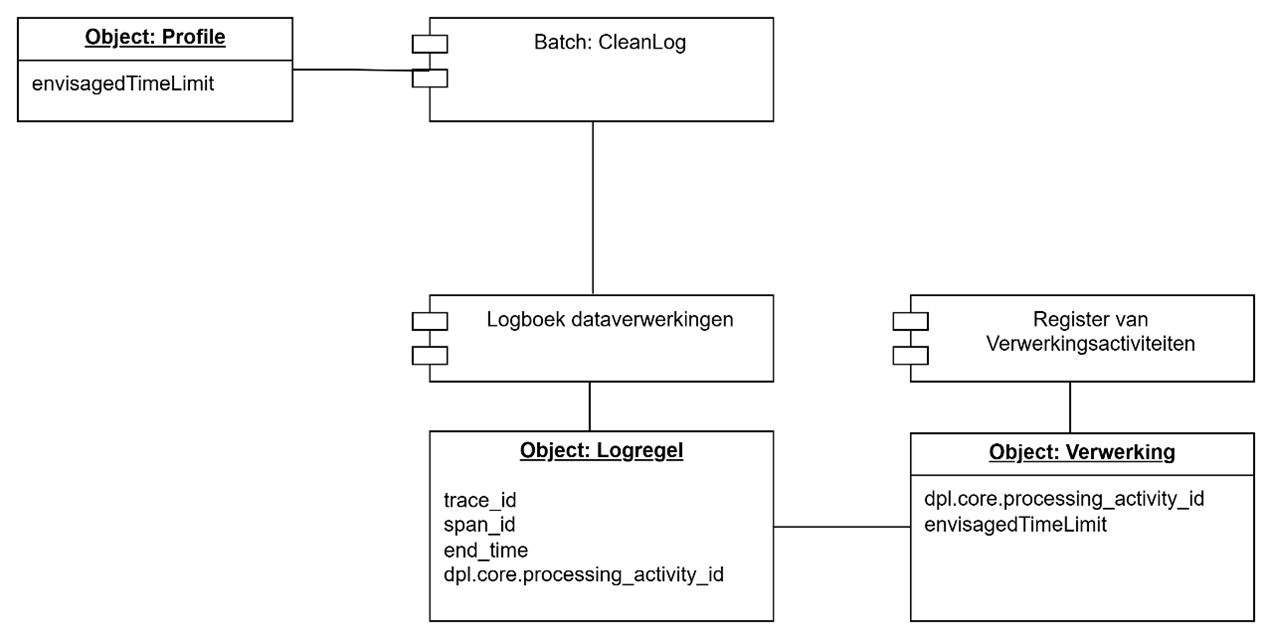 Object: Profile
envisagedTimeLimit
Batch: CleanLog
Logboek dataverwerkingen
Register van
Verwerkingsactiviteiten
Object: Logregel
trace_id
span_id
end_time
dpl.core.processing_activity_id
Object: Verwerking
dpl.core.processing_activity_id
envisagedTimeLimit